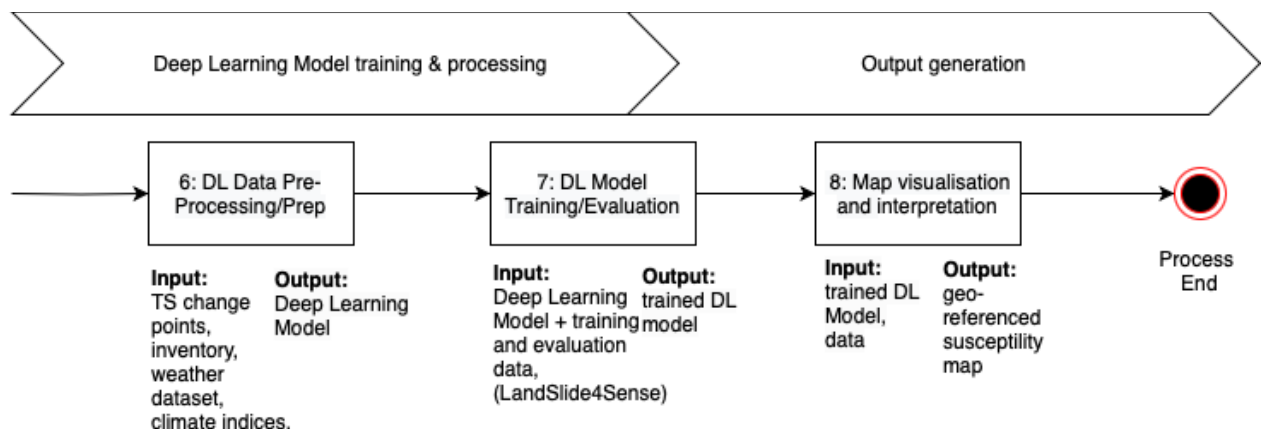 Deep Learning Model training & processing
Output generation
6: DL Data Pre-
Processing/Prep
7: DL Model
Training/Evaluation
8: Map visualisation
and interpretation
Input:
TS change
points,
inventory,
weather
dataset,
climate indices.
Output:
Deep Learning
Model
Input:
Deep Learning
Model + training
and evaluation
data,
(LandSlide4Sense)
Output:
trained DL
model
Input:
trained DL
Model,
data
Output:
geo-
referenced
susceptility
map
Process
End